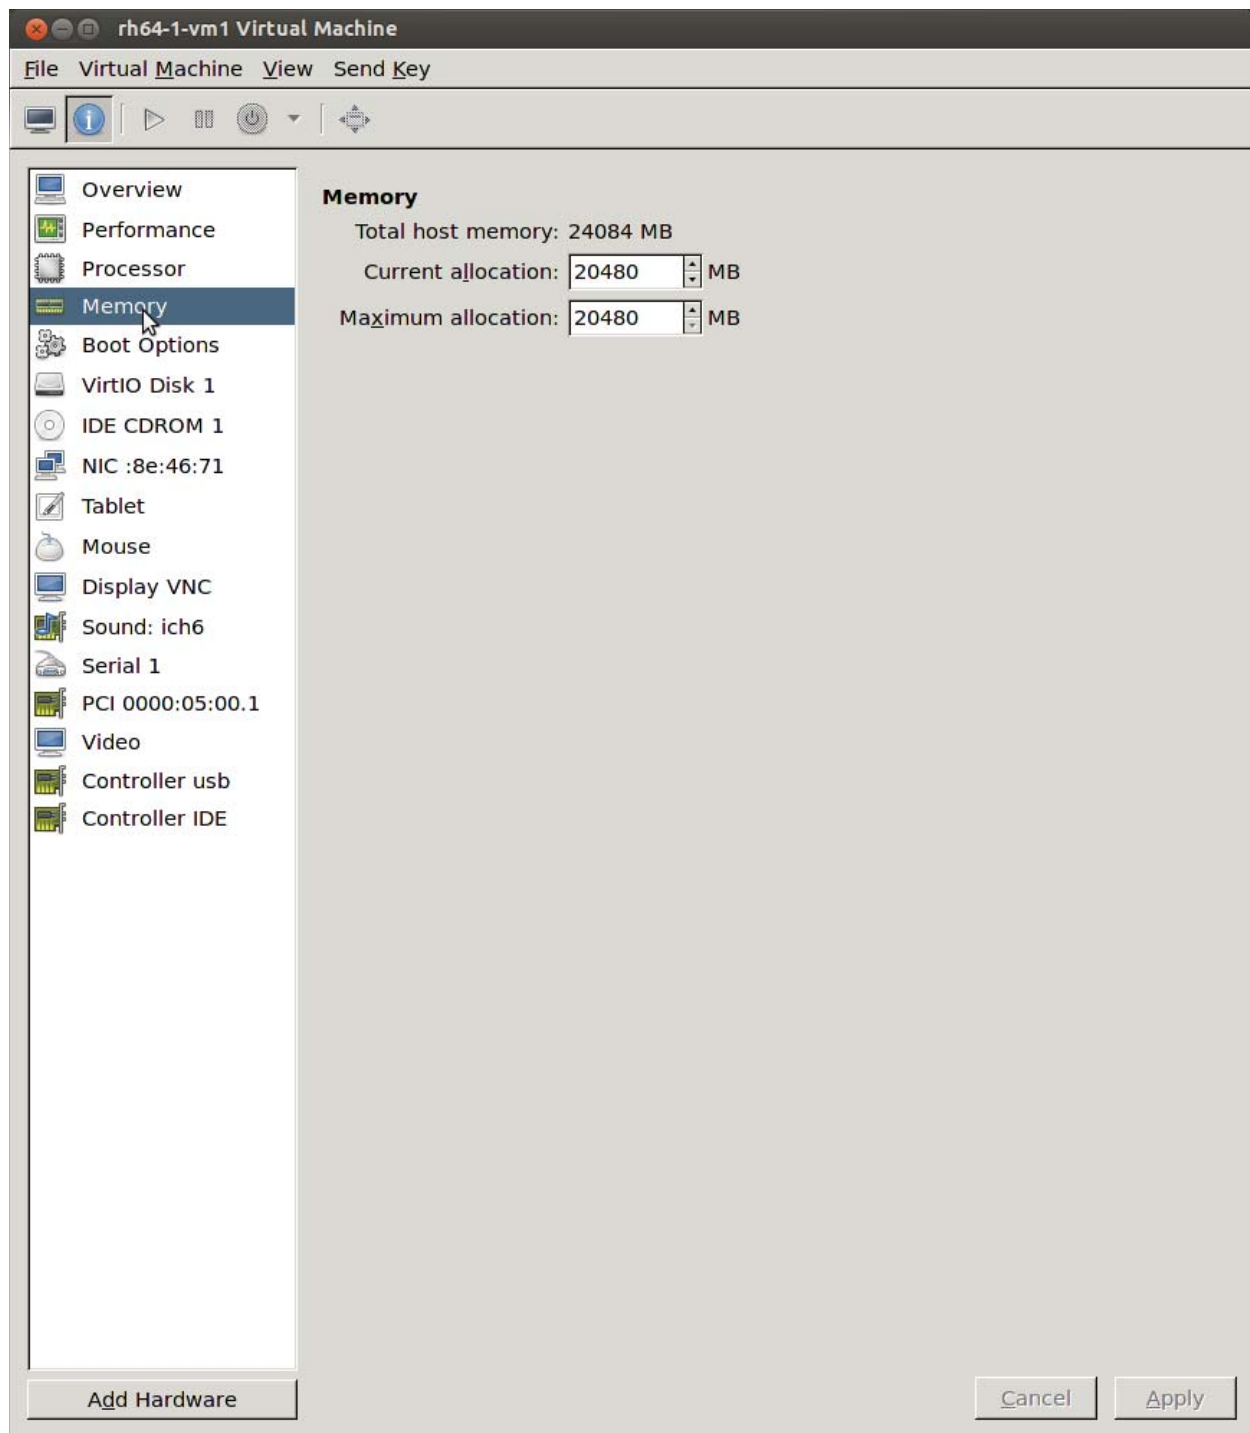 rh64-1-vm1 Virtual Machine
File Virtual Machine View Send Key
Overview
Performance
Processor
Memory
Boot Options
VirtIO Disk 1
IDE CDROM 1
NIC :8e:46:71
Tablet
Mouse
Display VNC
Sound: ich6
Serial 1
PCI 0000:05:00.1
Video
Controller usb
Controller IDE
Add Hardware
Memory
Total host memory: 24084 MB
Current allocation: 20480 MB
Maximum allocation: 20480 MB
Cancel Apply